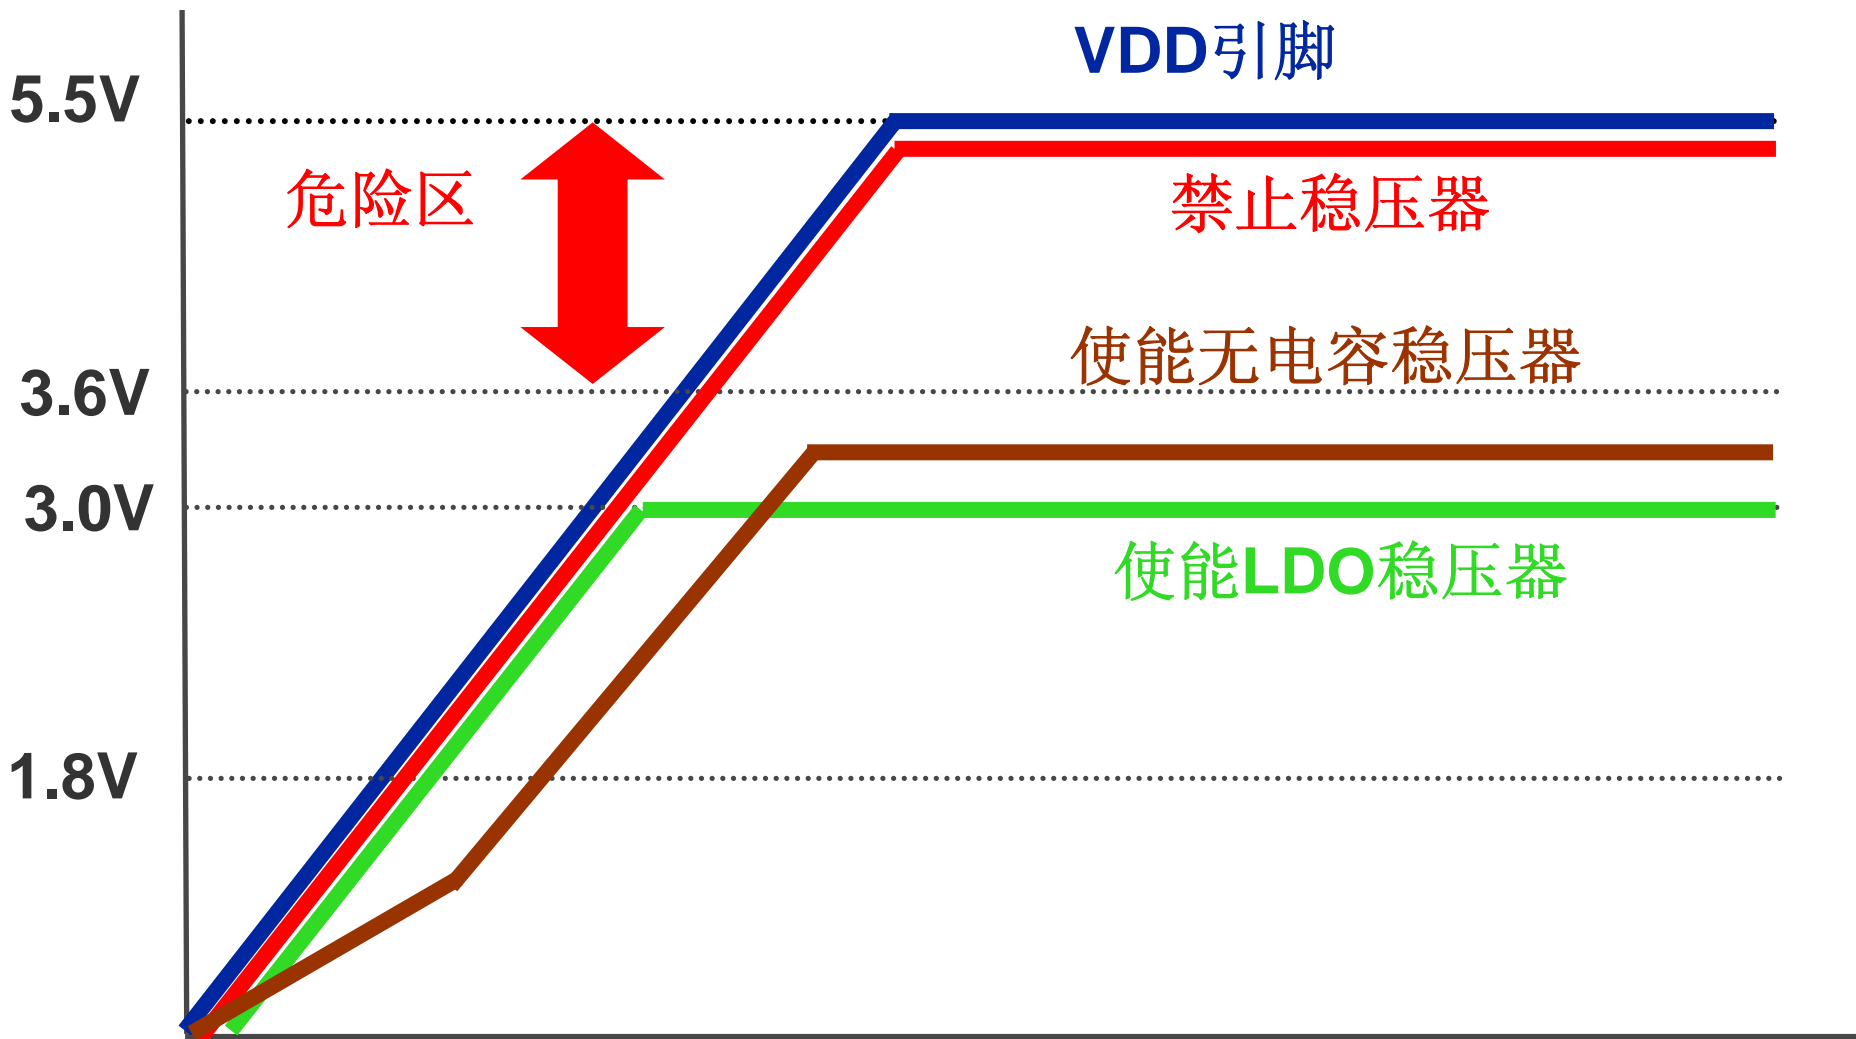 VDD引脚
5.5V
危险区
禁止稳压器
使能无电容稳压器
3.6V
3.0V
使能LDO稳压器
1.8V